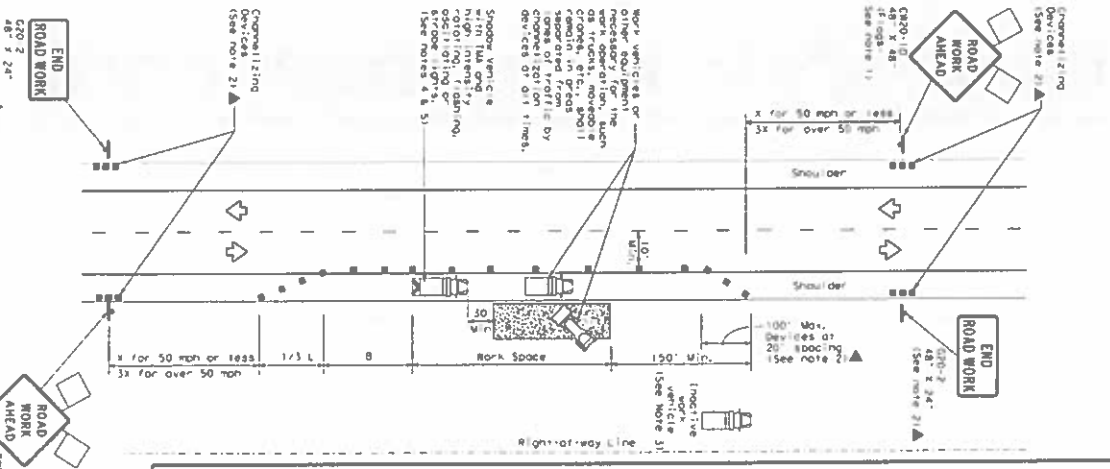 Channelizing
Devices
(See note 2)▲
CW20-1D
48" X 48"
(Flags-
See note 1)
ROAD
WORK
AHEAD
X for 50 mph or less
3X for over 50 mph
Shoulder
Work vehicles or
other equipment
necessary for the
work operation, such
as trucks, moveable
cranes, etc., shall
remain in areas
separated from
lanes of traffic by
channelization
devices at all times.
Shadow vehicle
with TMA and
high intensity
rotating, flashing,
oscillating or
strobe lights.
(See notes 4 & 5)
Channelizing
Devices
(See note 2)▲
END
ROAD WORK
G20-2
48" X 24"
10'
Min.
Shoulder
30
Min
X for 50 mph or less
3X for over 50 mph
1/3 L
B
Work Space
150' Min.
100' Max.
Devices at
20' spacing
(See note 2)▲
END
ROAD WORK
G20-2
48" X 24"
(See note 2)▲
Inactive
work
vehicle
(See Note 3)
Right-of-way Line
ROAD
WORK
AHEAD